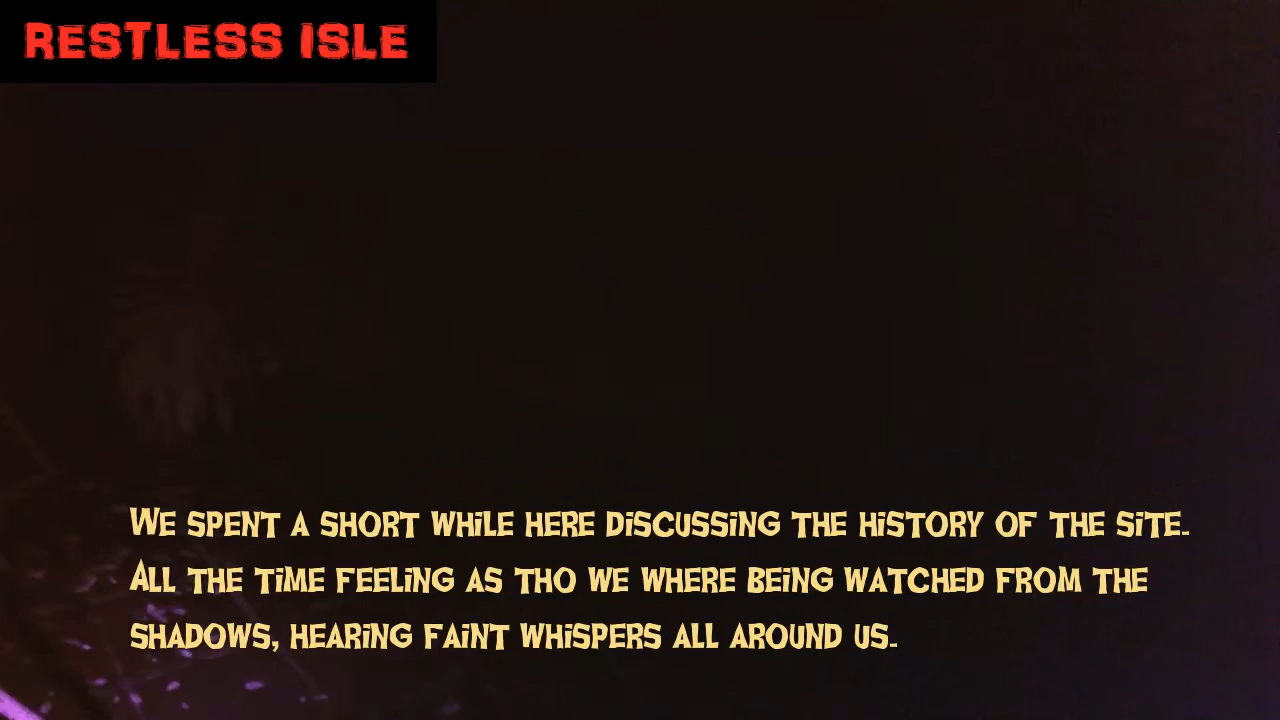 RESTLESS ISLE
We spent a short while here discussing the history of the site.
All the time feeling as tho we where being watched from the
shadows, hearing faint whispers all around us.